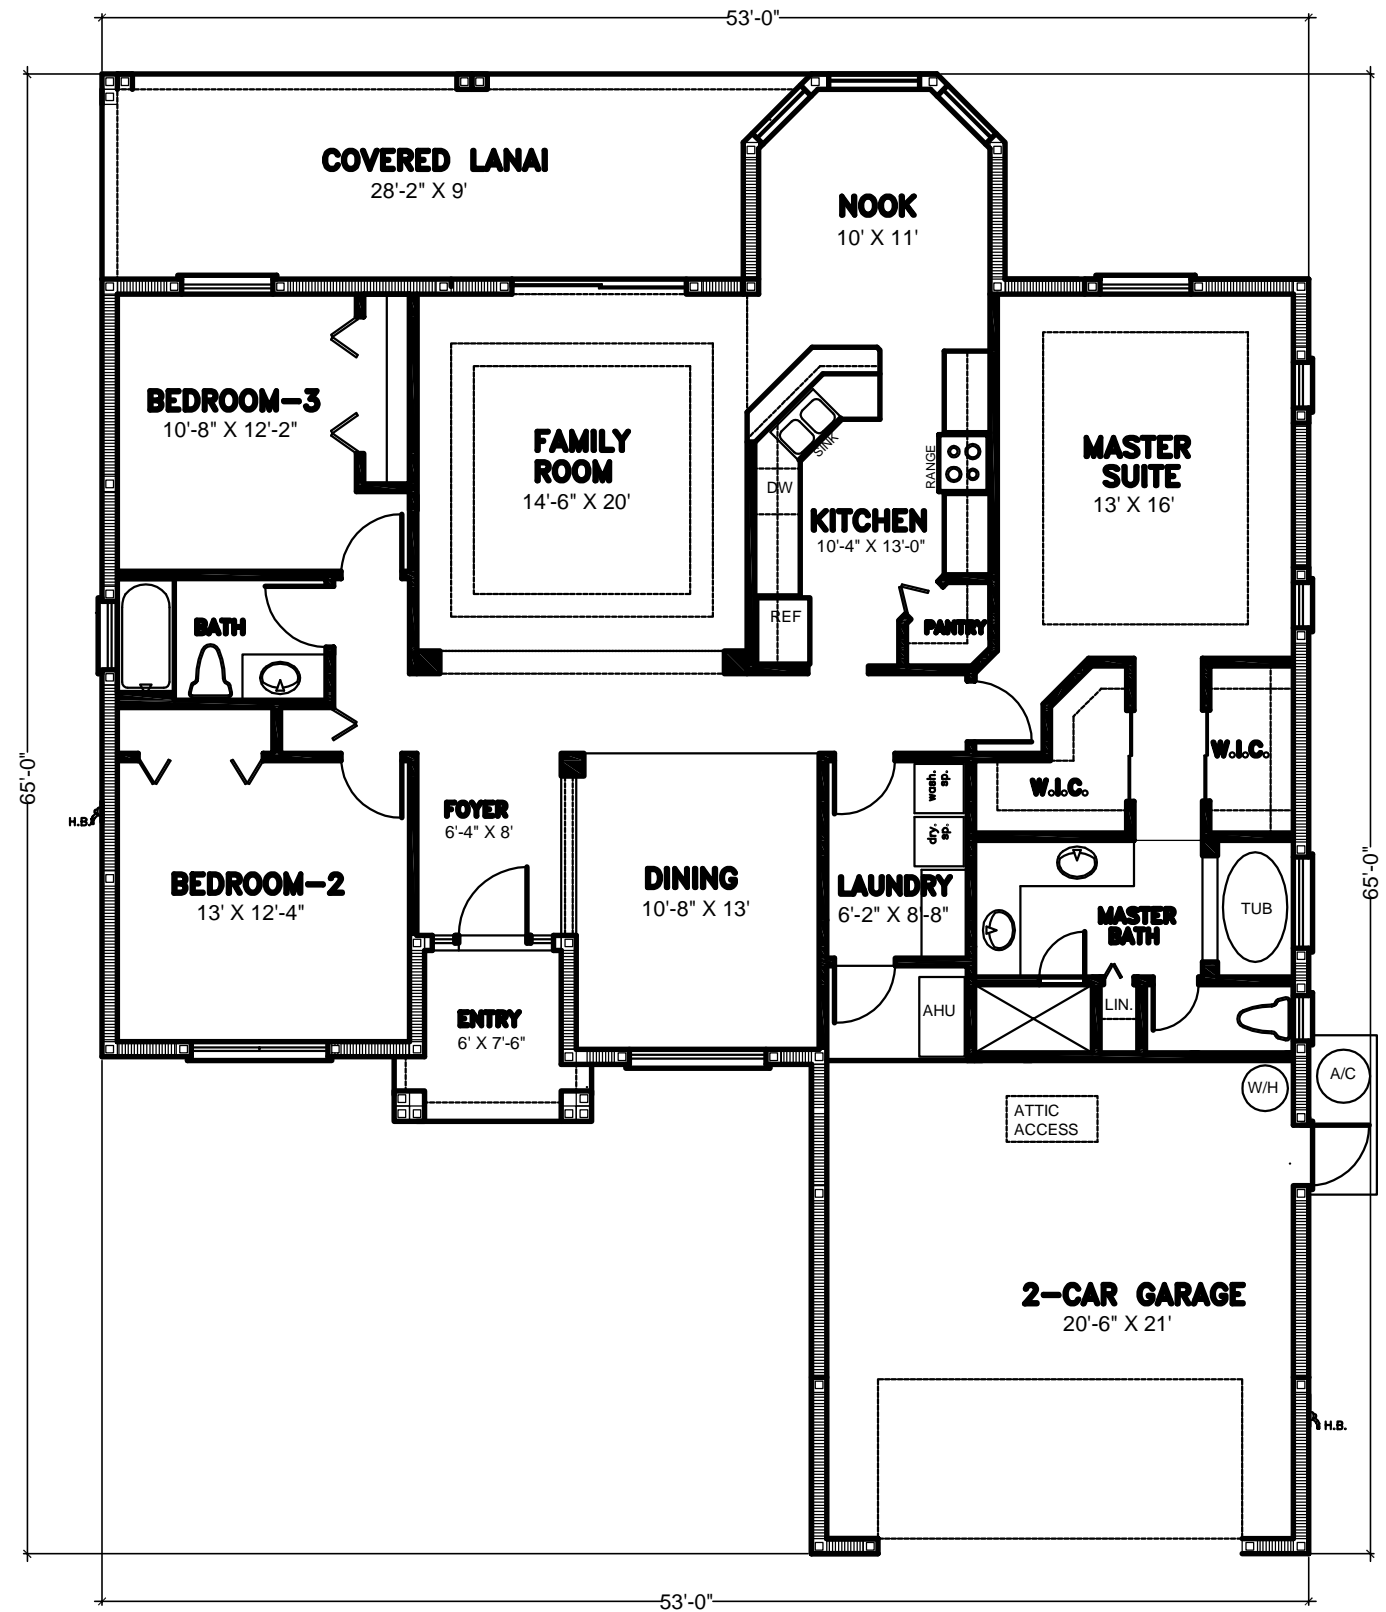 53'-0"
COVERED LANAI
28'-2" X 9'
NOOK
10' X 11'
BEDROOM-3
10'-8" X 12'-2"
FAMILY
ROOM
14'-6" X 20'
SINK
DW
RANGE
KITCHEN
10'-4" X 13'-0"
REF
PANTRY
MASTER
SUITE
13' X 16'
BATH
W.I.C.
W.I.C.
65'-0"
H.B.
FOYER
6'-4" X 8'
wash.
sp.
dry.
sp.
BEDROOM-2
13' X 12'-4"
DINING
10'-8" X 13'
LAUNDRY
6'-2" X 8'-8"
MASTER
BATH
TUB
65'-0"
ENTRY
6' X 7'-6"
AHU
LIN.
W/H
A/C
ATTIC
ACCESS
2-CAR GARAGE
20'-6" X 21'
H.B.
53'-0"